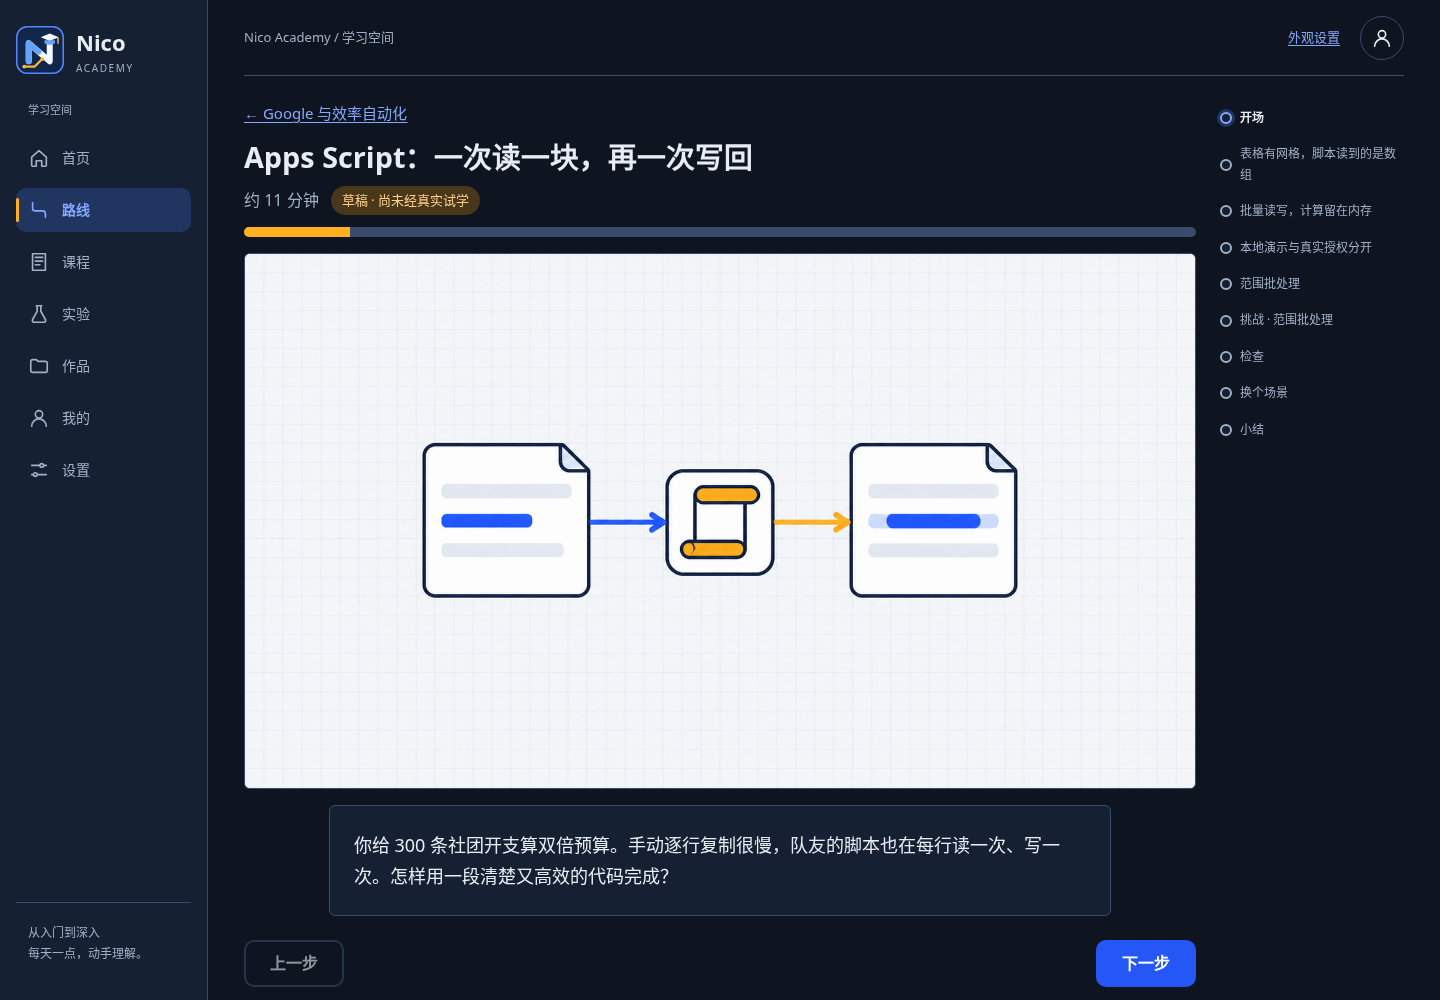 Nico
ACADEMY
学习空间
首页
路线
课程
实验
作品
我的
设置
从入门到深入
每天一点，动手理解。
Nico Academy / 学习空间
外观设置
← Google 与效率自动化
Apps Script：一次读一块，再一次写回
约 11 分钟
草稿 · 尚未经真实试学
你给 300 条社团开支算双倍预算。手动逐行复制很慢，队友的脚本也在每行读一次、写一
次。怎样用一段清楚又高效的代码完成？
上一步
下一步
开场
表格有网格，脚本读到的是数
组
批量读写，计算留在内存
本地演示与真实授权分开
范围批处理
挑战 · 范围批处理
检查
换个场景
小结